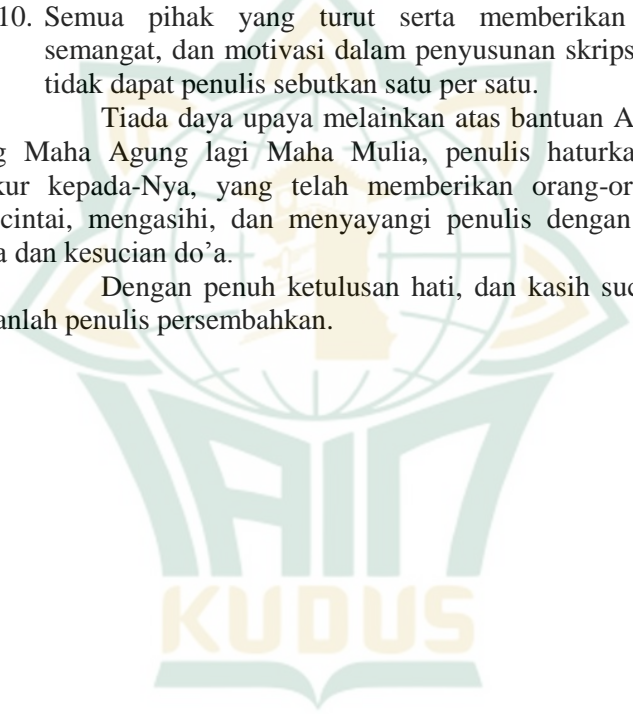 10. Semua pihak yang turut serta memberikan
semangat, dan motivasi dalam penyusunan skrips
tidak dapat penulis sebutkan satu per satu.
Tiada daya upaya melainkan atas bantuan A
g Maha Agung lagi Maha Mulia, penulis haturka
kur kepada-Nya, yang telah memberikan orang-or
cintai, mengasihi, dan menyayangi penulis dengan
a dan kesucian do’a.
Dengan penuh ketulusan hati, dan kasih suc
anlah penulis persembahkan.
IAIN
KUDUS